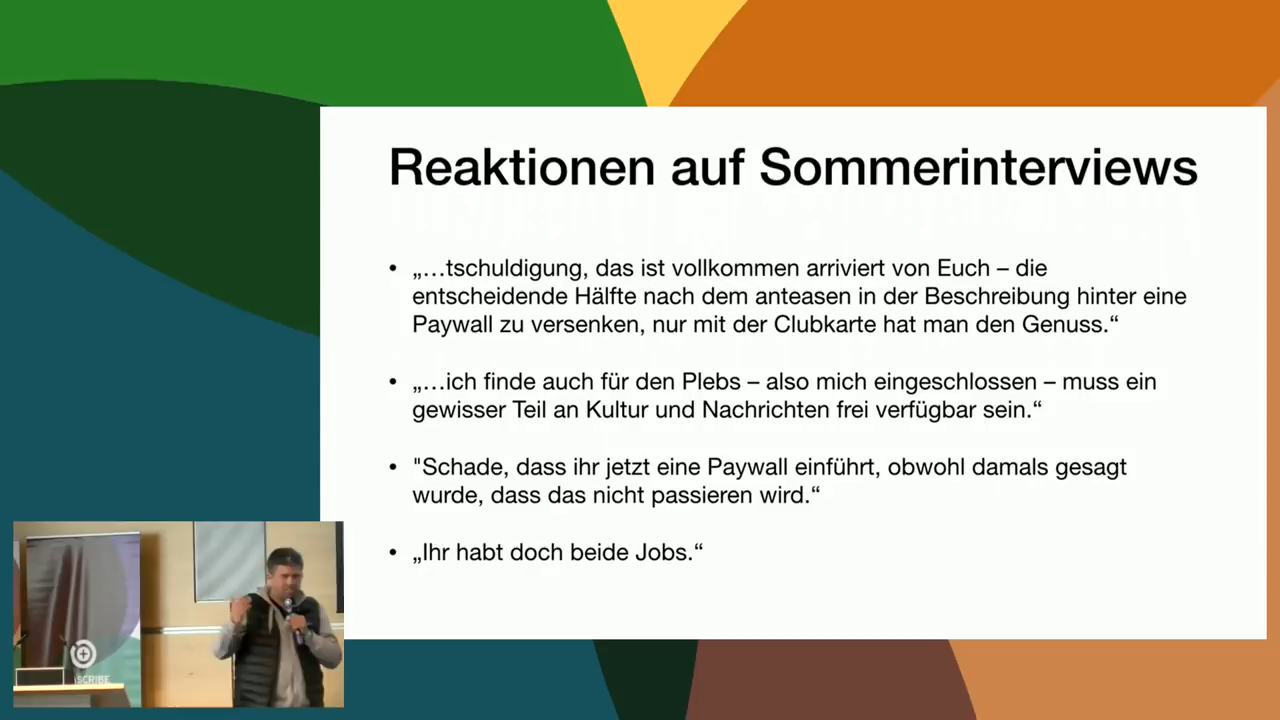 Reaktionen auf Sommerinterviews
• „…tschuldigung, das ist vollkommen arriviert von Euch – die
entscheidende Hälfte nach dem anteasen in der Beschreibung hinter eine
Paywall zu versenken, nur mit der Clubkarte hat man den Genuss.“
• „…ich finde auch für den Plebs – also mich eingeschlossen – muss ein
gewisser Teil an Kultur und Nachrichten frei verfügbar sein.“
• "Schade, dass ihr jetzt eine Paywall einführt, obwohl damals gesagt
wurde, dass das nicht passieren wird.“
• „Ihr habt doch beide Jobs.“
SCRIBE